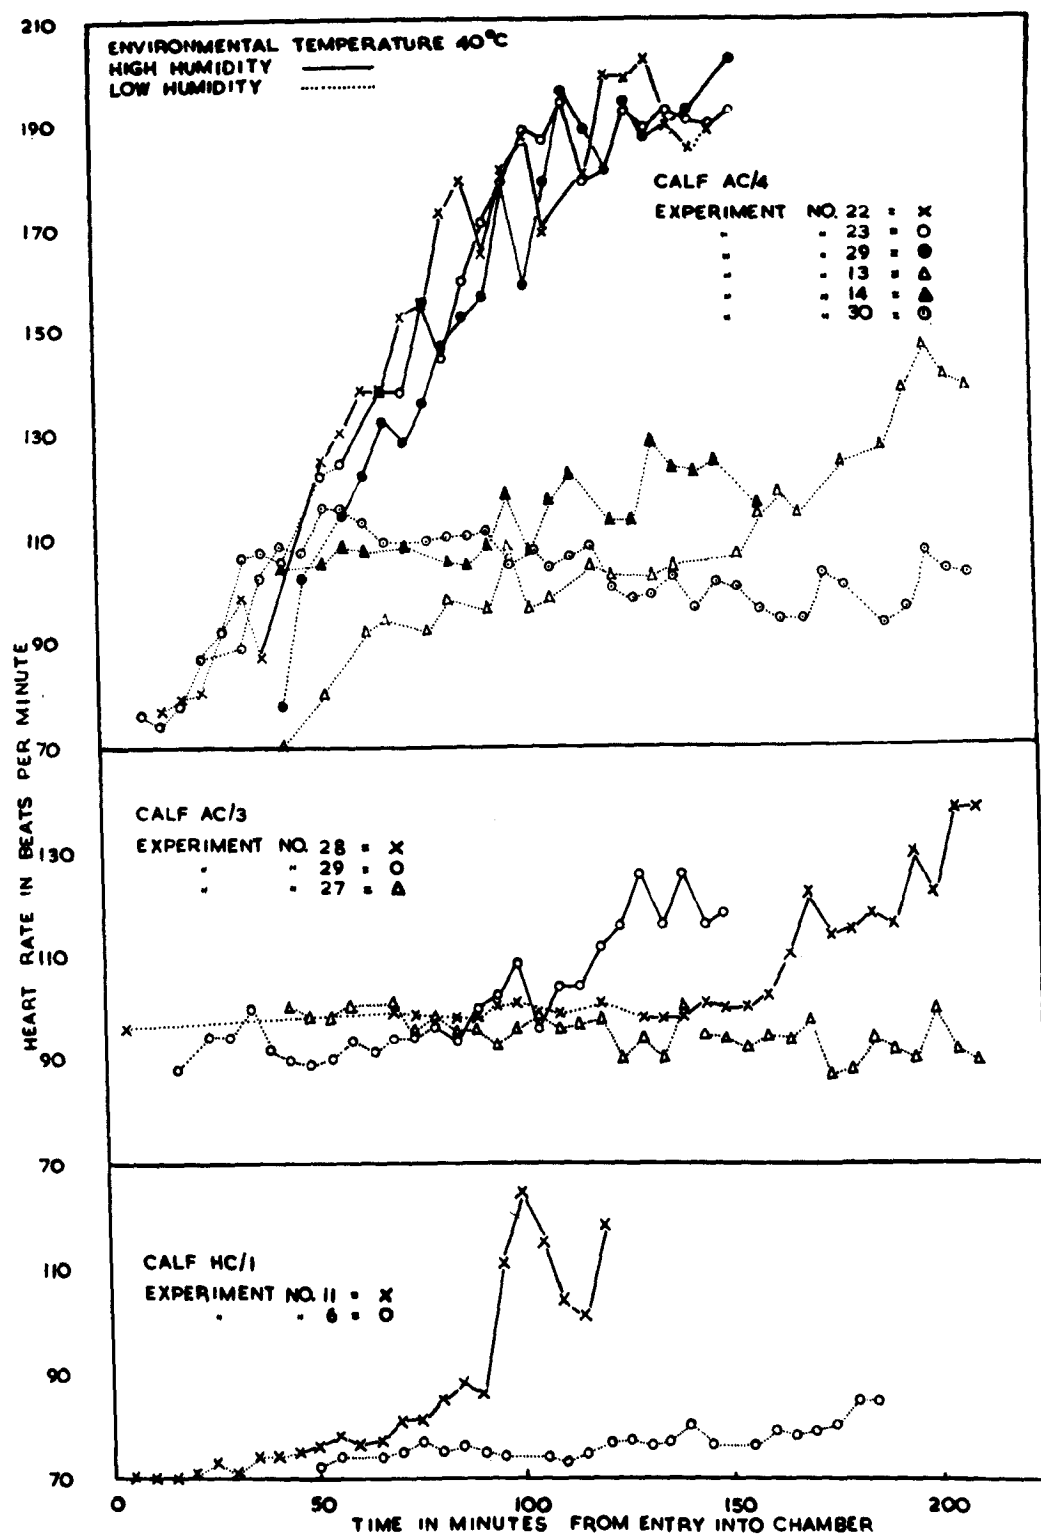 ENVIRONMENTAL TEMPERATURE 40°C
HIGH HUMIDITY
LOW HUMIDITY
CALF AC/4
EXPERIMENT NO. 22 = X
" " 23 = O
" " 29 = ●
" " 13 = △
" " 14 = ▲
" " 30 = ⊙
210
190
170
150
130
110
90
70
CALF AC/3
EXPERIMENT NO. 28 = X
" " 29 = O
" " 27 = △
130
110
90
70
CALF HC/1
EXPERIMENT NO. 11 = X
" " 6 = O
110
90
70
HEART RATE IN BEATS PER MINUTE
0 50 100 150 200
TIME IN MINUTES FROM ENTRY INTO CHAMBER